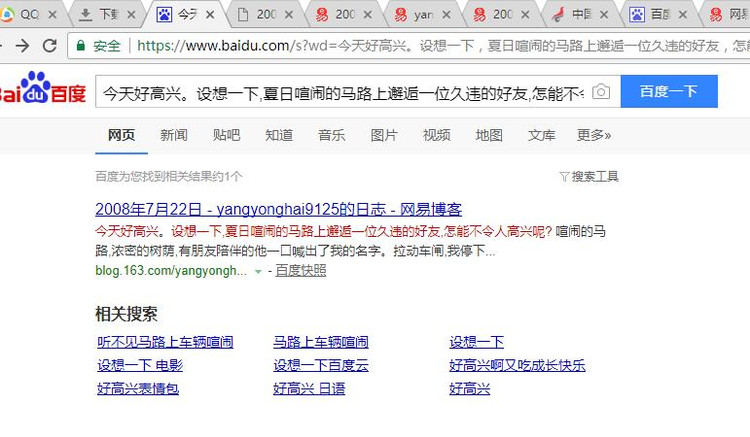 QQ 下载 今天 200 200 yan 200 中国 百度 网易
安全 https://www.baidu.com/s?wd=今天好高兴。设想一下，夏日喧闹的马路上邂逅一位久违的好友，怎
Bai du 百度 今天好高兴。设想一下,夏日喧闹的马路上邂逅一位久违的好友,怎能不令 百度一下
网页 新闻 贴吧 知道 音乐 图片 视频 地图 文库 更多»
百度为您找到相关结果约1个 搜索工具
2008年7月22日 - yangyonghai9125的日志 - 网易博客
今天好高兴。设想一下,夏日喧闹的马路上邂逅一位久违的好友,怎能不令人高兴呢? 喧闹的马
路,浓密的树荫,有朋友陪伴的他一口喊出了我的名字。拉动车闸,我停下...
blog.163.com/yangyongh... - 百度快照
相关搜索
听不见马路上车辆喧闹 马路上车辆喧闹 设想一下
设想一下 电影 设想一下百度云 好高兴啊又吃成长快乐
好高兴表情包 好高兴 日语 好高兴